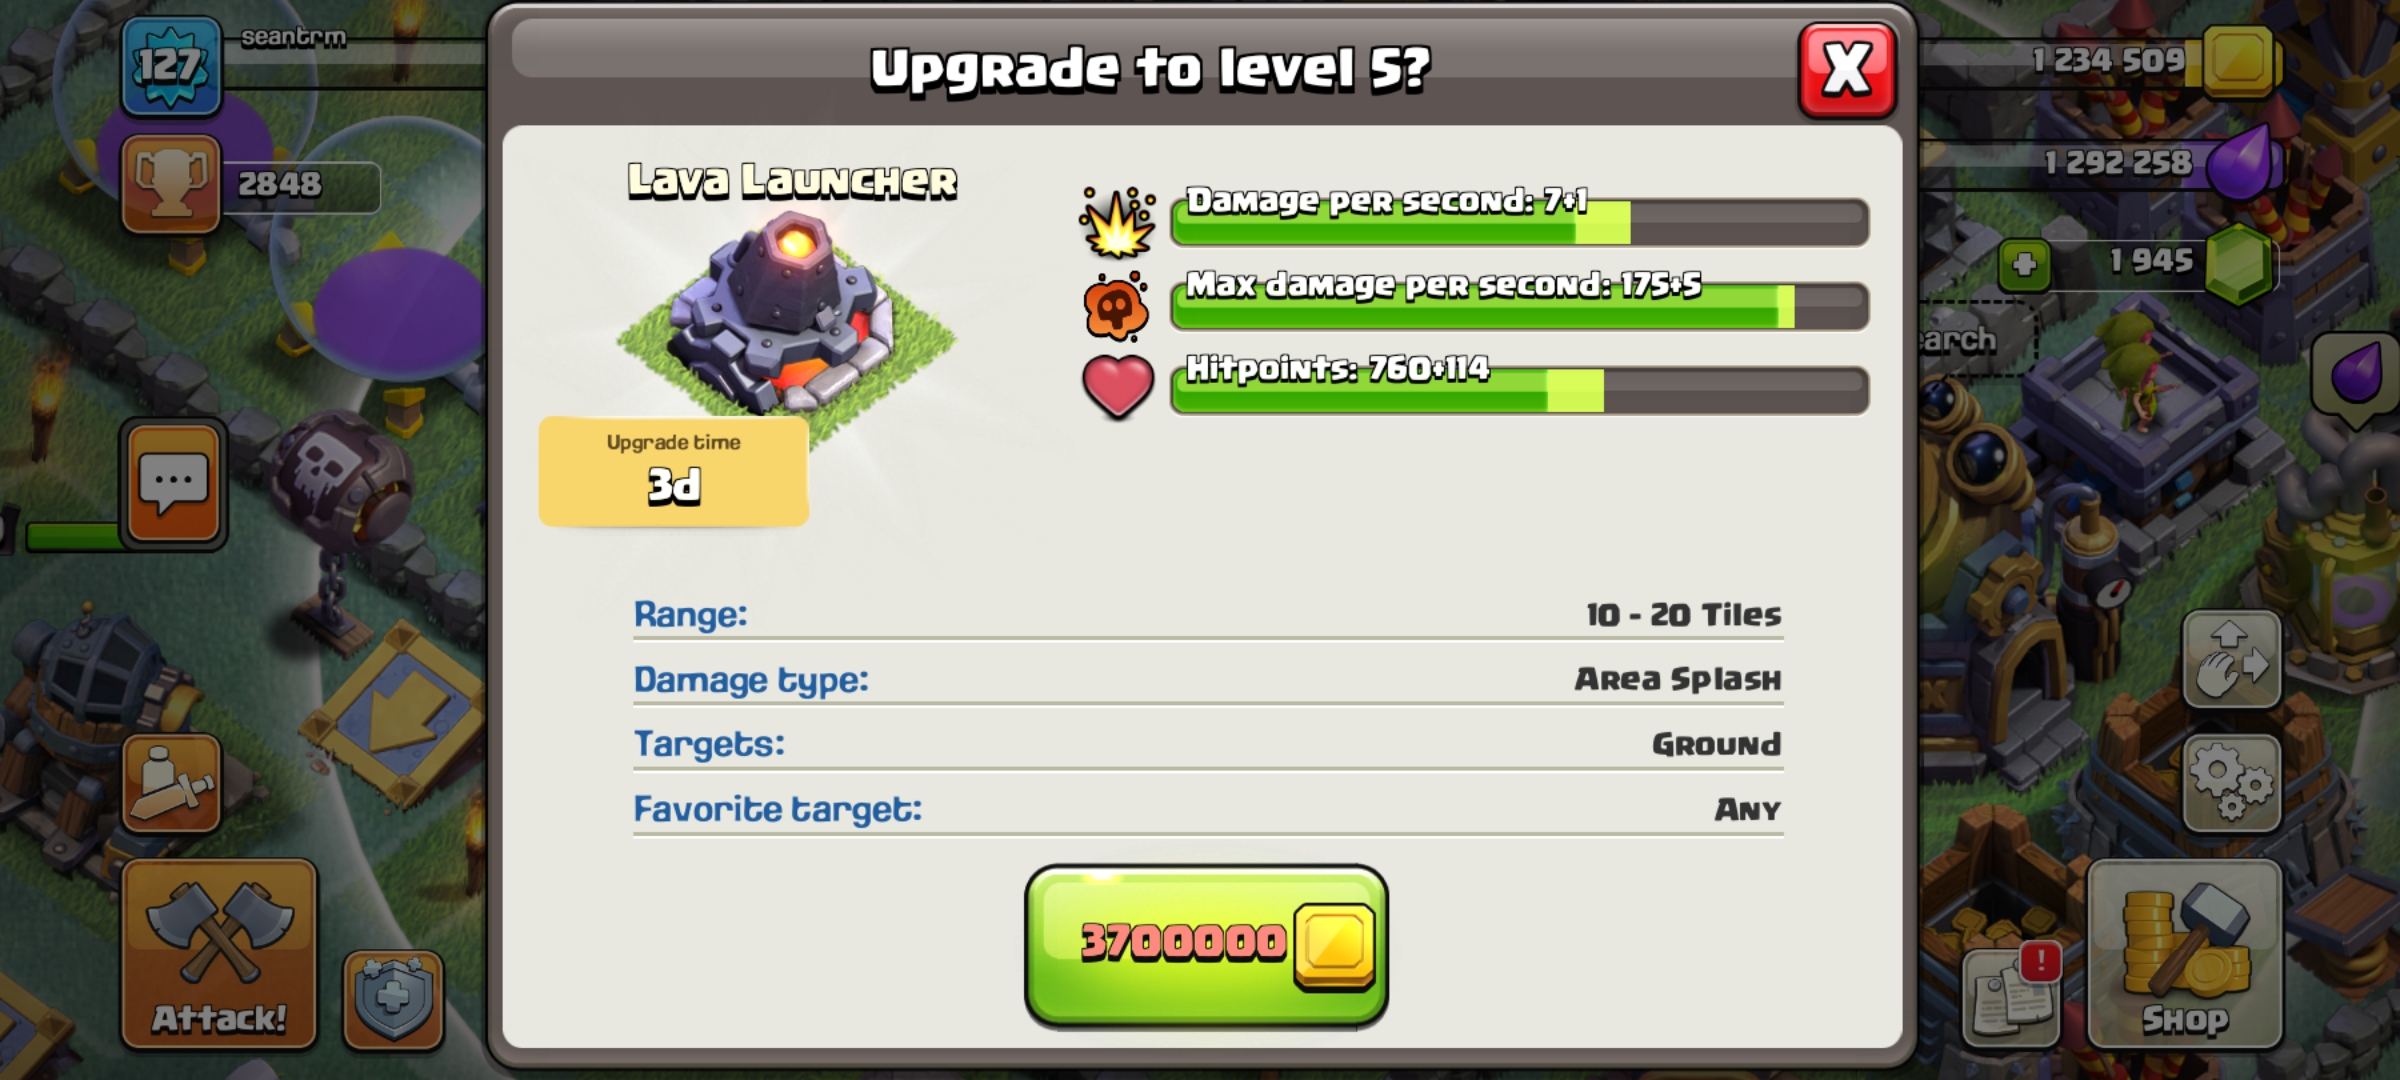 127
seantrm
2848
Upgrade to level 5?
X
1 234 509
1 292 258
1 945
earch
Lava Launcher
Damage per second: 7+1
Max damage per second: 175+5
Hitpoints: 760+114
Upgrade time
3d
Range: 10 - 20 Tiles
Damage type: Area Splash
Targets: Ground
Favorite target: Any
3700000
Attack!
!
Shop